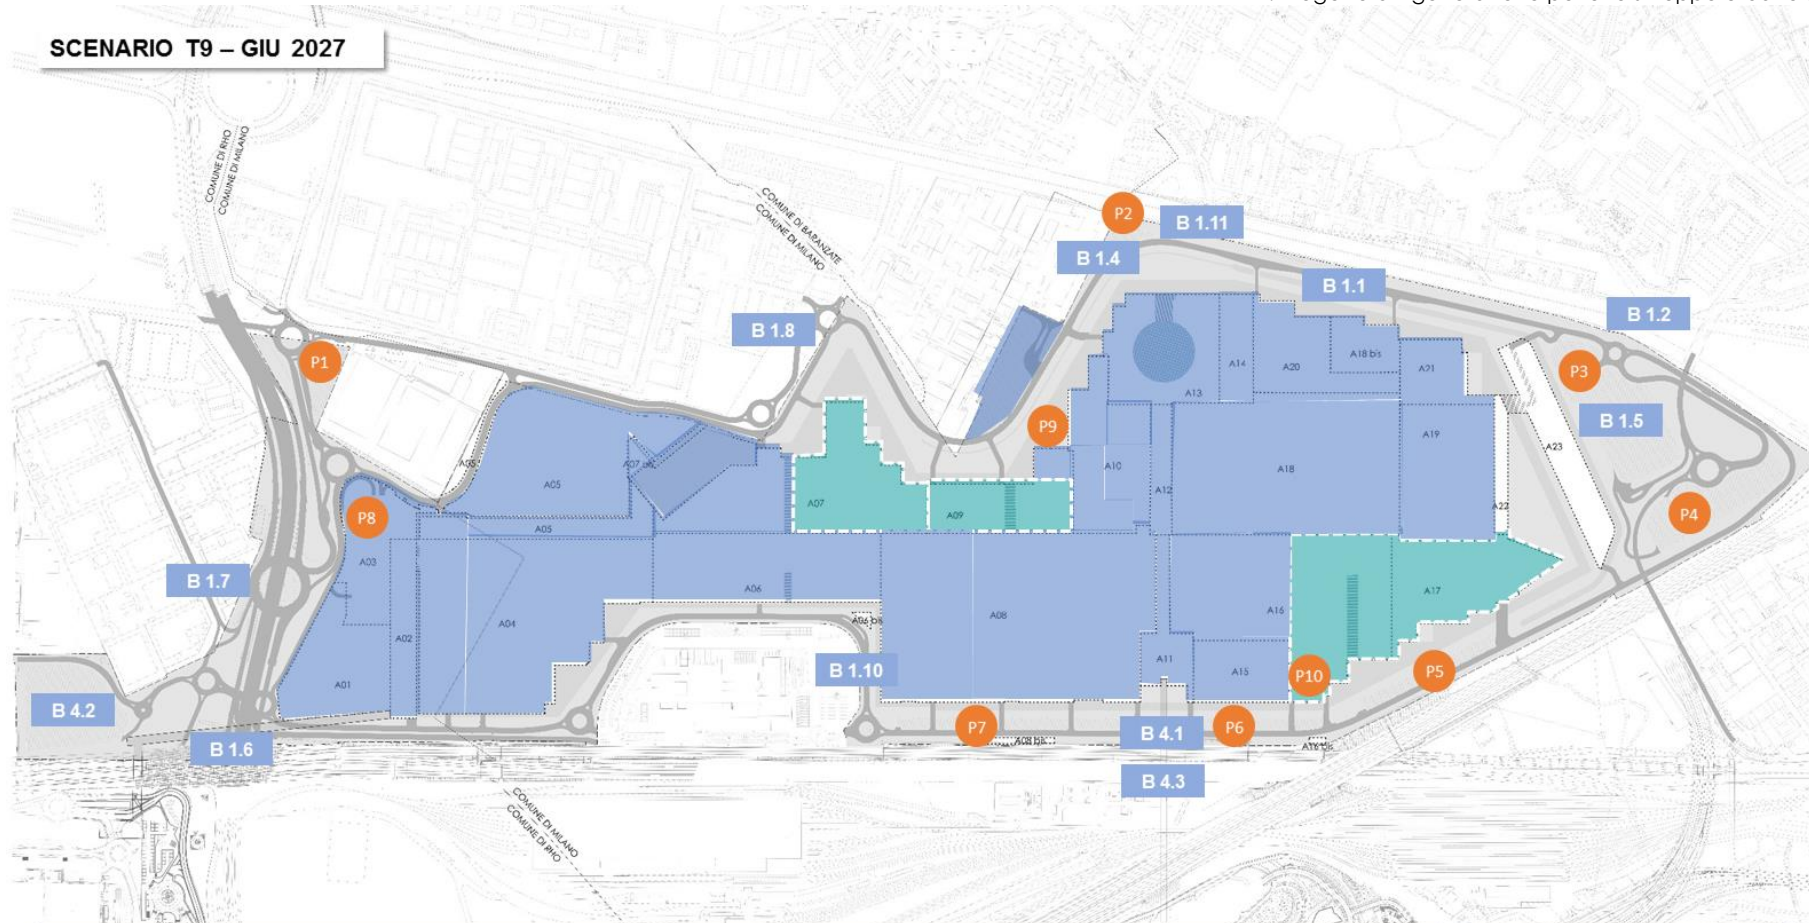 SCENARIO T9 – GIU 2027
COMUNE DI RHO
COMUNE DI MILANO
COMUNE DI BARANZATE
COMUNE DI MILANO
P2
B 1.11
B 1.4
B 1.1
B 1.2
B 1.8
P1
P3
B 1.5
P9
P4
P8
B 1.7
A14
A20
A18 bis
A21
A13
A19
A23
A05
A05
A10
A18
A12
A22
A07
A09
A05
A03
A06
A17
A02
A04
A08
A16
A06 bis
A11
A15
A01
B 1.10
P10
P5
B 4.2
B 1.6
P7
A08 bis
B 4.1
P6
A16 bis
B 4.3
COMUNE DI MILANO
COMUNE DI RHO